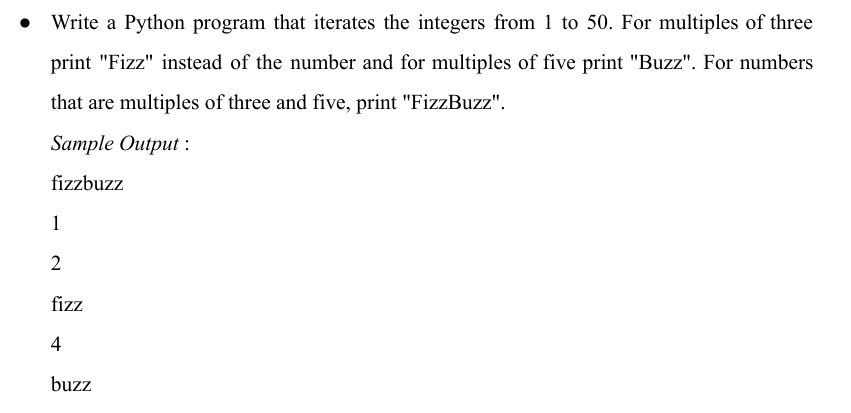 ● Write a Python program that iterates the integers from 1 to 50. For multiples of three
print "Fizz" instead of the number and for multiples of five print "Buzz". For numbers
that are multiples of three and five, print "FizzBuzz".
Sample Output :
fizzbuzz
1
2
fizz
4
buzz